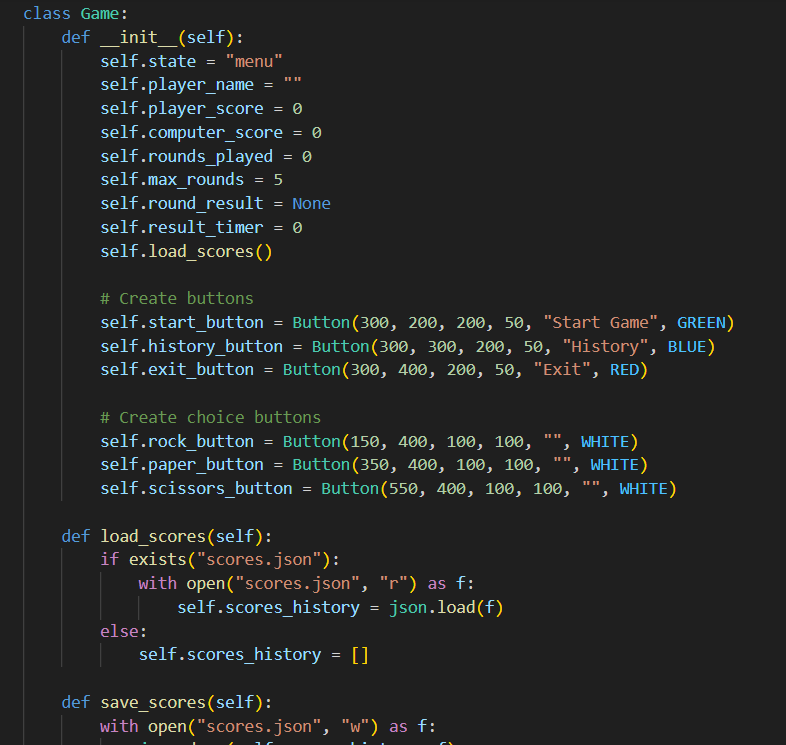 class Game:
    def __init__(self):
        self.state = "menu"
        self.player_name = ""
        self.player_score = 0
        self.computer_score = 0
        self.rounds_played = 0
        self.max_rounds = 5
        self.round_result = None
        self.result_timer = 0
        self.load_scores()

        # Create buttons
        self.start_button = Button(300, 200, 200, 50, "Start Game", GREEN)
        self.history_button = Button(300, 300, 200, 50, "History", BLUE)
        self.exit_button = Button(300, 400, 200, 50, "Exit", RED)

        # Create choice buttons
        self.rock_button = Button(150, 400, 100, 100, "", WHITE)
        self.paper_button = Button(350, 400, 100, 100, "", WHITE)
        self.scissors_button = Button(550, 400, 100, 100, "", WHITE)

    def load_scores(self):
        if exists("scores.json"):
            with open("scores.json", "r") as f:
                self.scores_history = json.load(f)
        else:
            self.scores_history = []

    def save_scores(self):
        with open("scores.json", "w") as f: